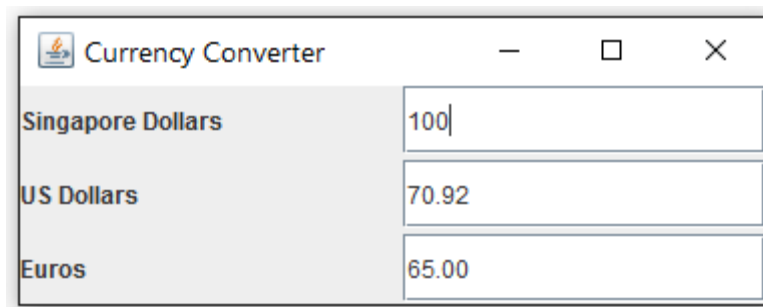 Currency Converter
Singapore Dollars 100
US Dollars 70.92
Euros 65.00